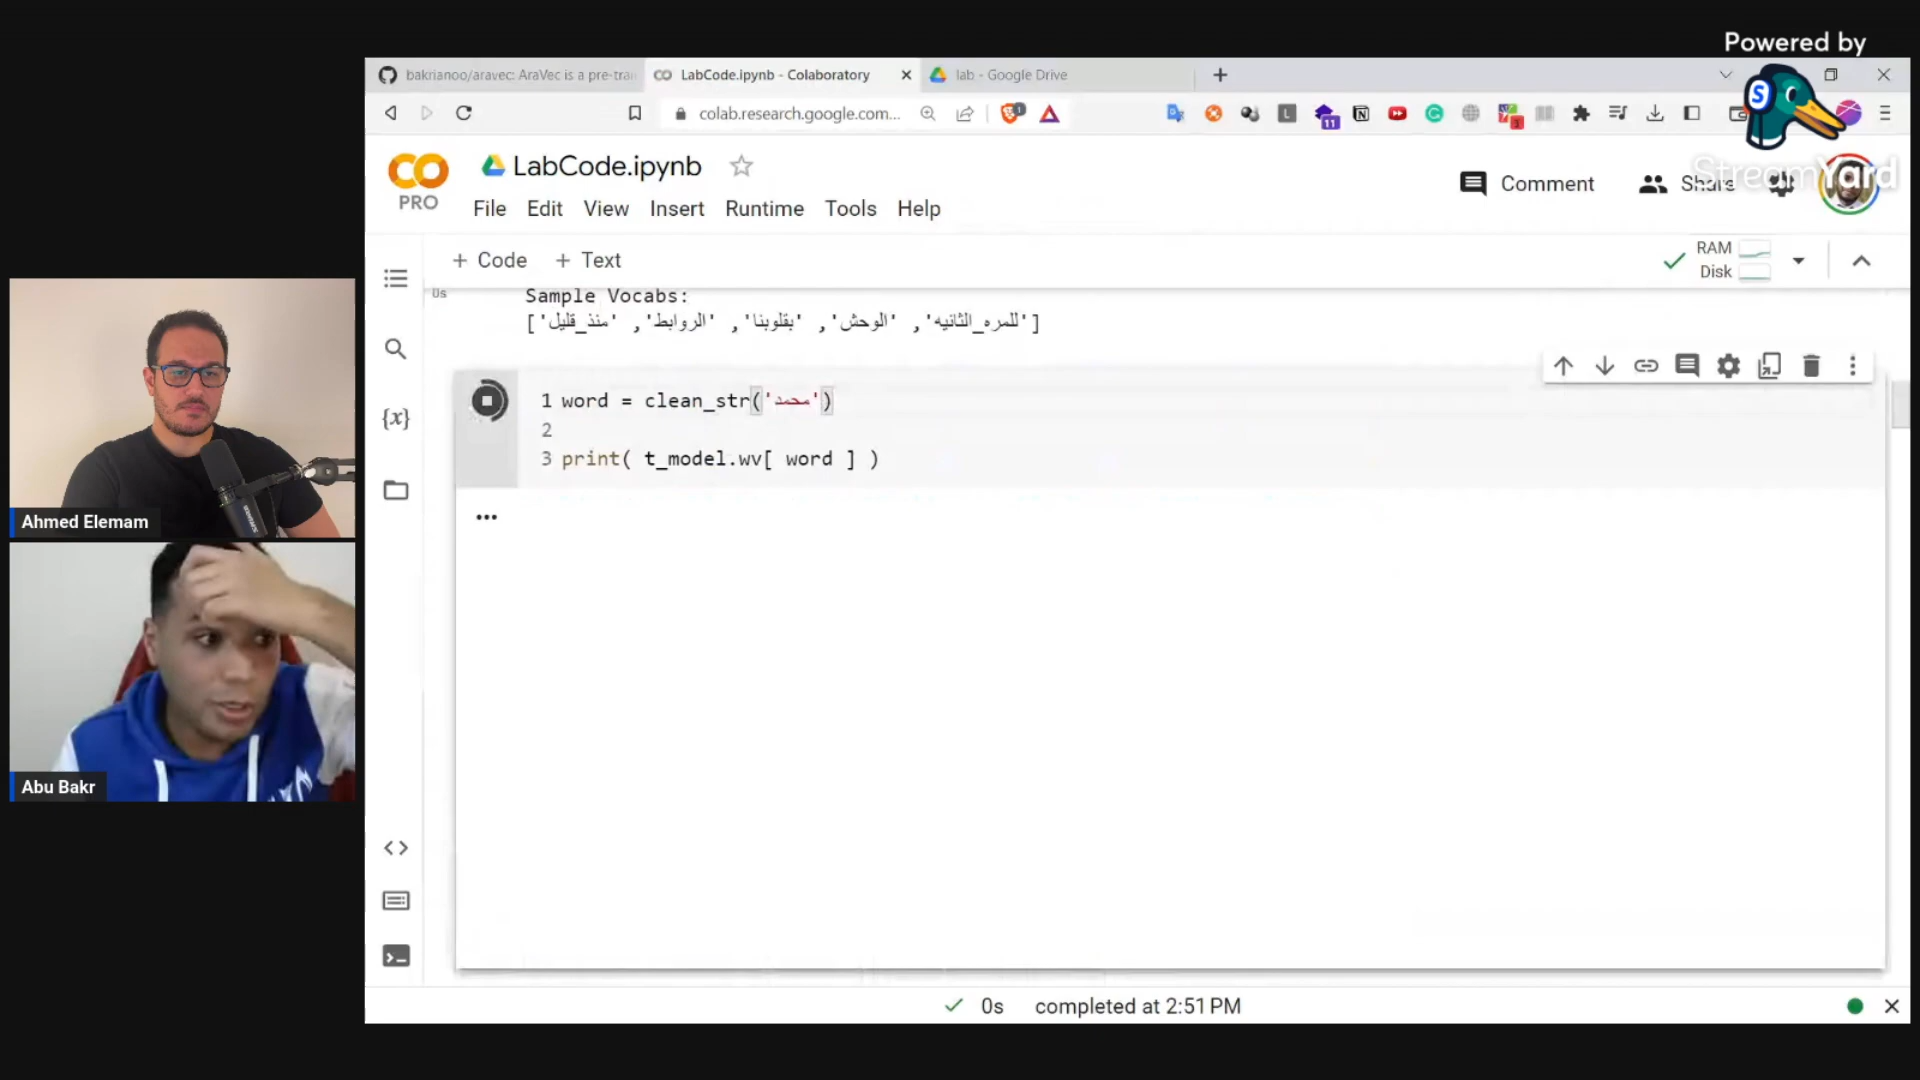 Powered by
StreamYard
bakrianoo/aravec: AraVec is a pre-trai
LabCode.ipynb - Colaboratory
lab - Google Drive
colab.research.google.com...
LabCode.ipynb
PRO
Comment
Share
File Edit View Insert Runtime Tools Help
+ Code + Text
RAM
Disk
0s
Sample Vocabs:
['للمره_الثانيه', 'الوحش', 'بقلوبنا', 'الروابط', 'منذ_قليل']
1 word = clean_str('محمد')
2
3 print( t_model.wv[ word ] )
...
Ahmed Elemam
Abu Bakr
0s completed at 2:51 PM